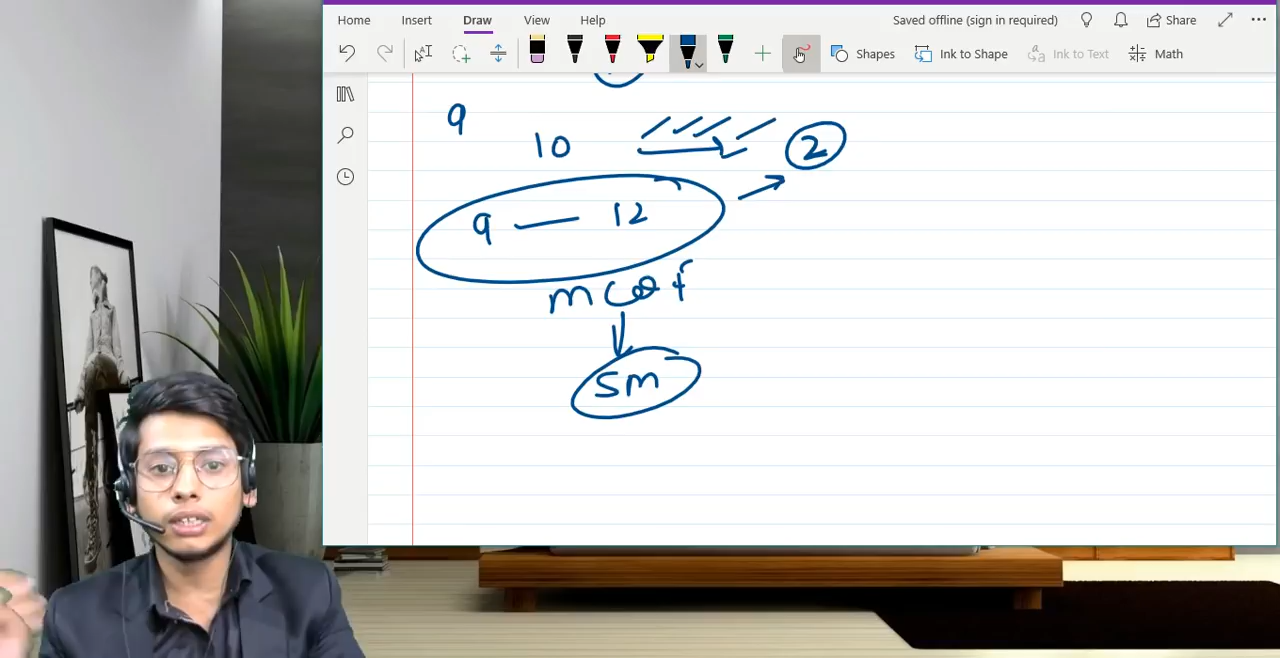 Home Insert Draw View Help Saved offline (sign in required) Share
Shapes Ink to Shape Ink to Text Math
9
10 2
9 — 12
5m